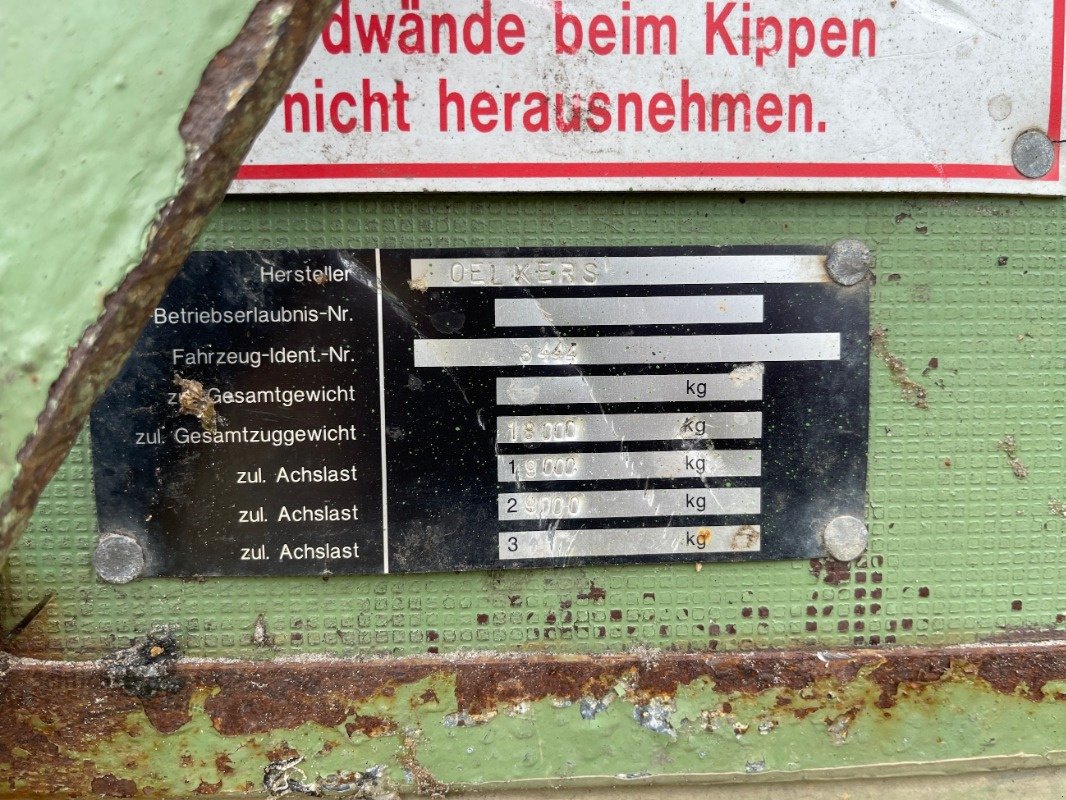 dwände beim Kippen
nicht herausnehmen.
Hersteller OELKERS
Betriebserlaubnis-Nr.
Fahrzeug-Ident.-Nr. 8444
zul. Gesamtgewicht kg
zul. Gesamtzuggewicht 18000 kg
zul. Achslast 1 9000 kg
zul. Achslast 2 9000 kg
zul. Achslast 3 kg